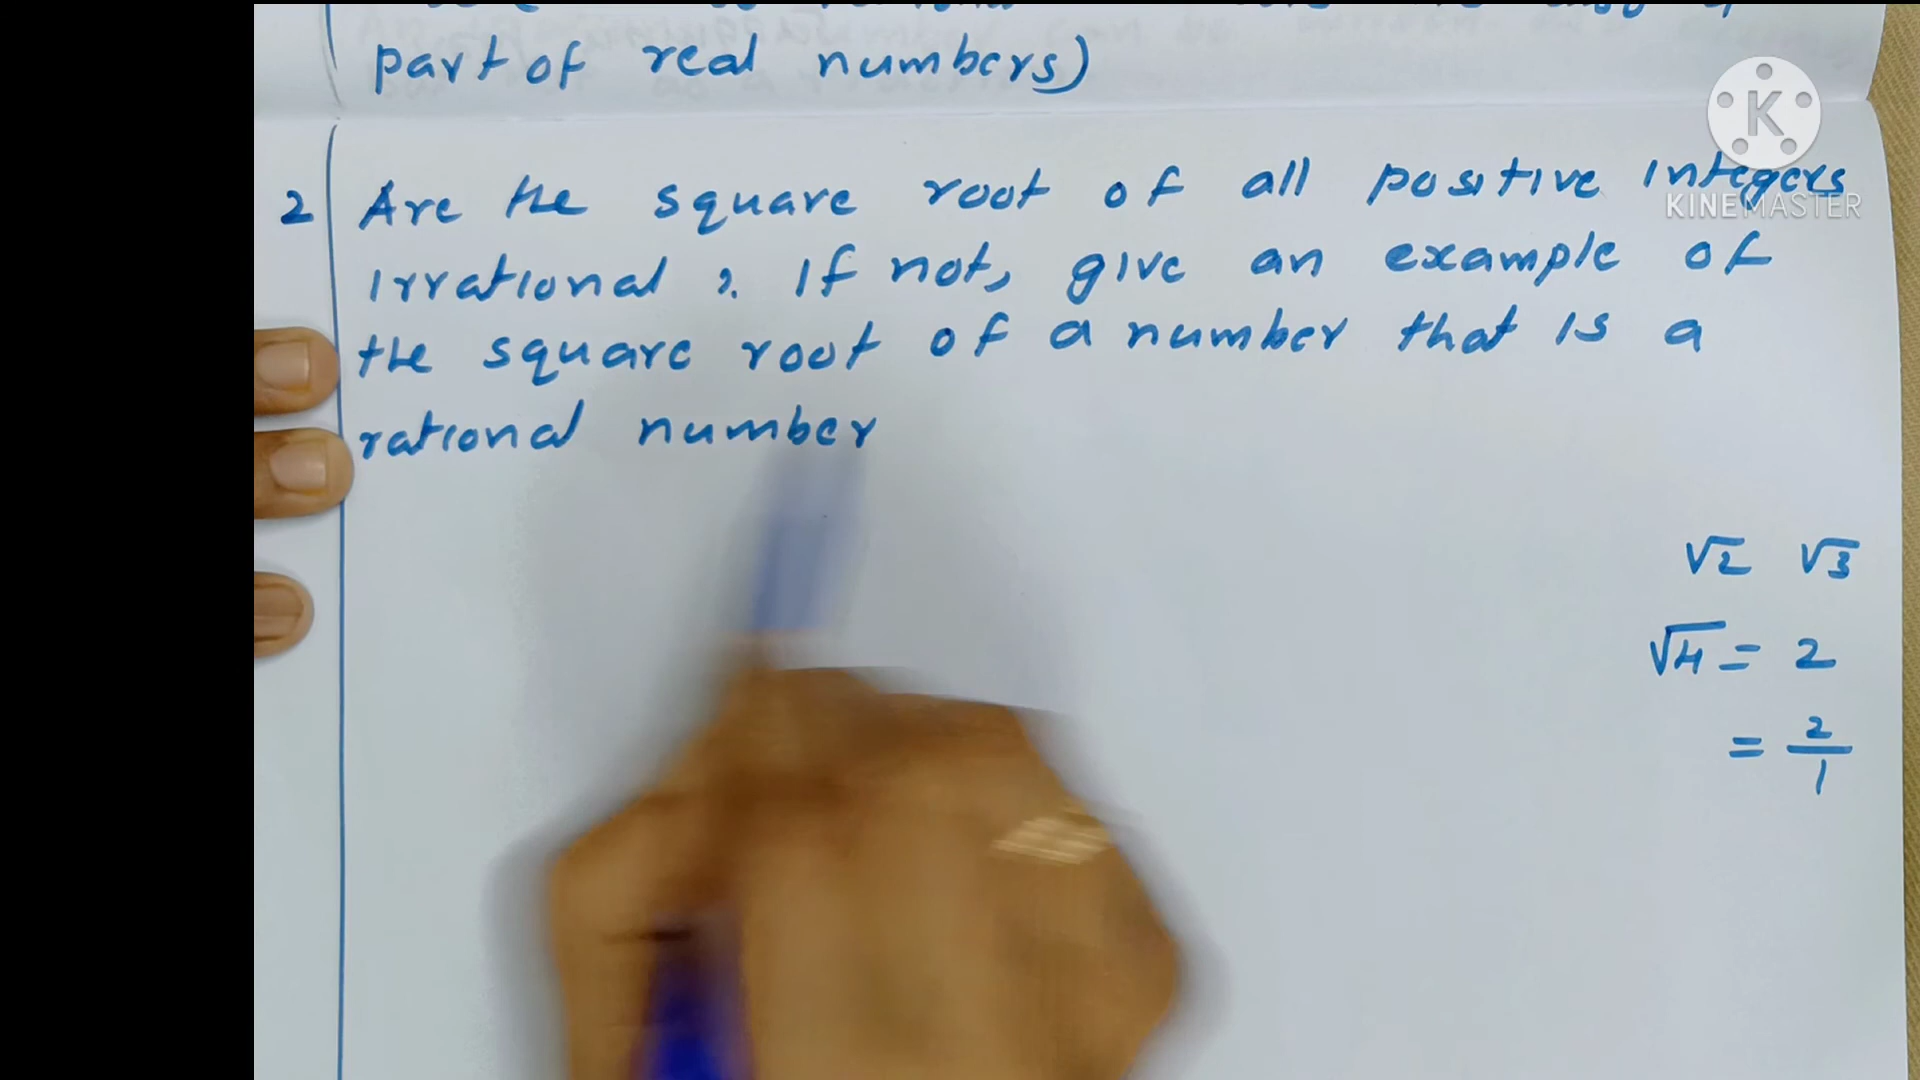 part of real numbers)
K
KINEMASTER
2 Are the square root of all positive integers
irrational ? If not, give an example of
the square root of a number that is a
rational number
√2 √3
√4 = 2
= 2/1